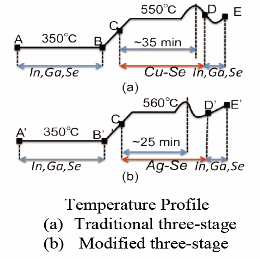 550℃ D E
C
A 350℃ B ~35 min
In,Ga,Se Cu-Se In,Ga,Se
(a)
560℃ D' E'
C
A' 350℃ B' ~25 min
In,Ga,Se Ag-Se In,Ga,Se
(b)
Temperature Profile
(a) Traditional three-stage
(b) Modified three-stage